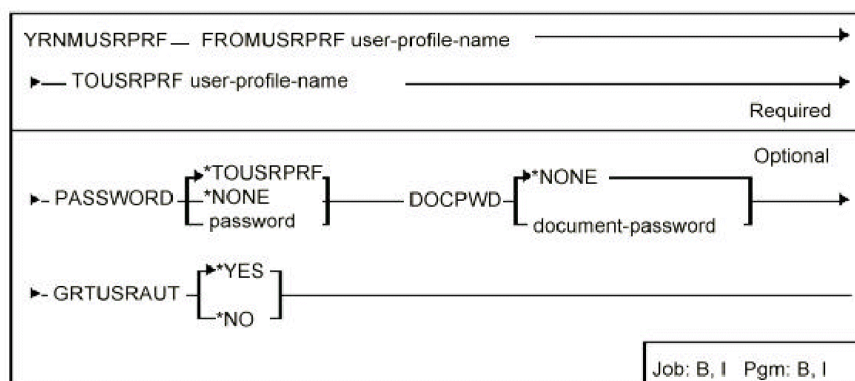 YRNMUSRPRF FROMUSRPRF user-profile-name
TOUSRPRF user-profile-name
Required
Optional
PASSWORD *TOUSRPRF
*NONE
password
DOCPWD *NONE
document-password
GRTUSRAUT *YES
*NO
Job: B, I Pgm: B, I